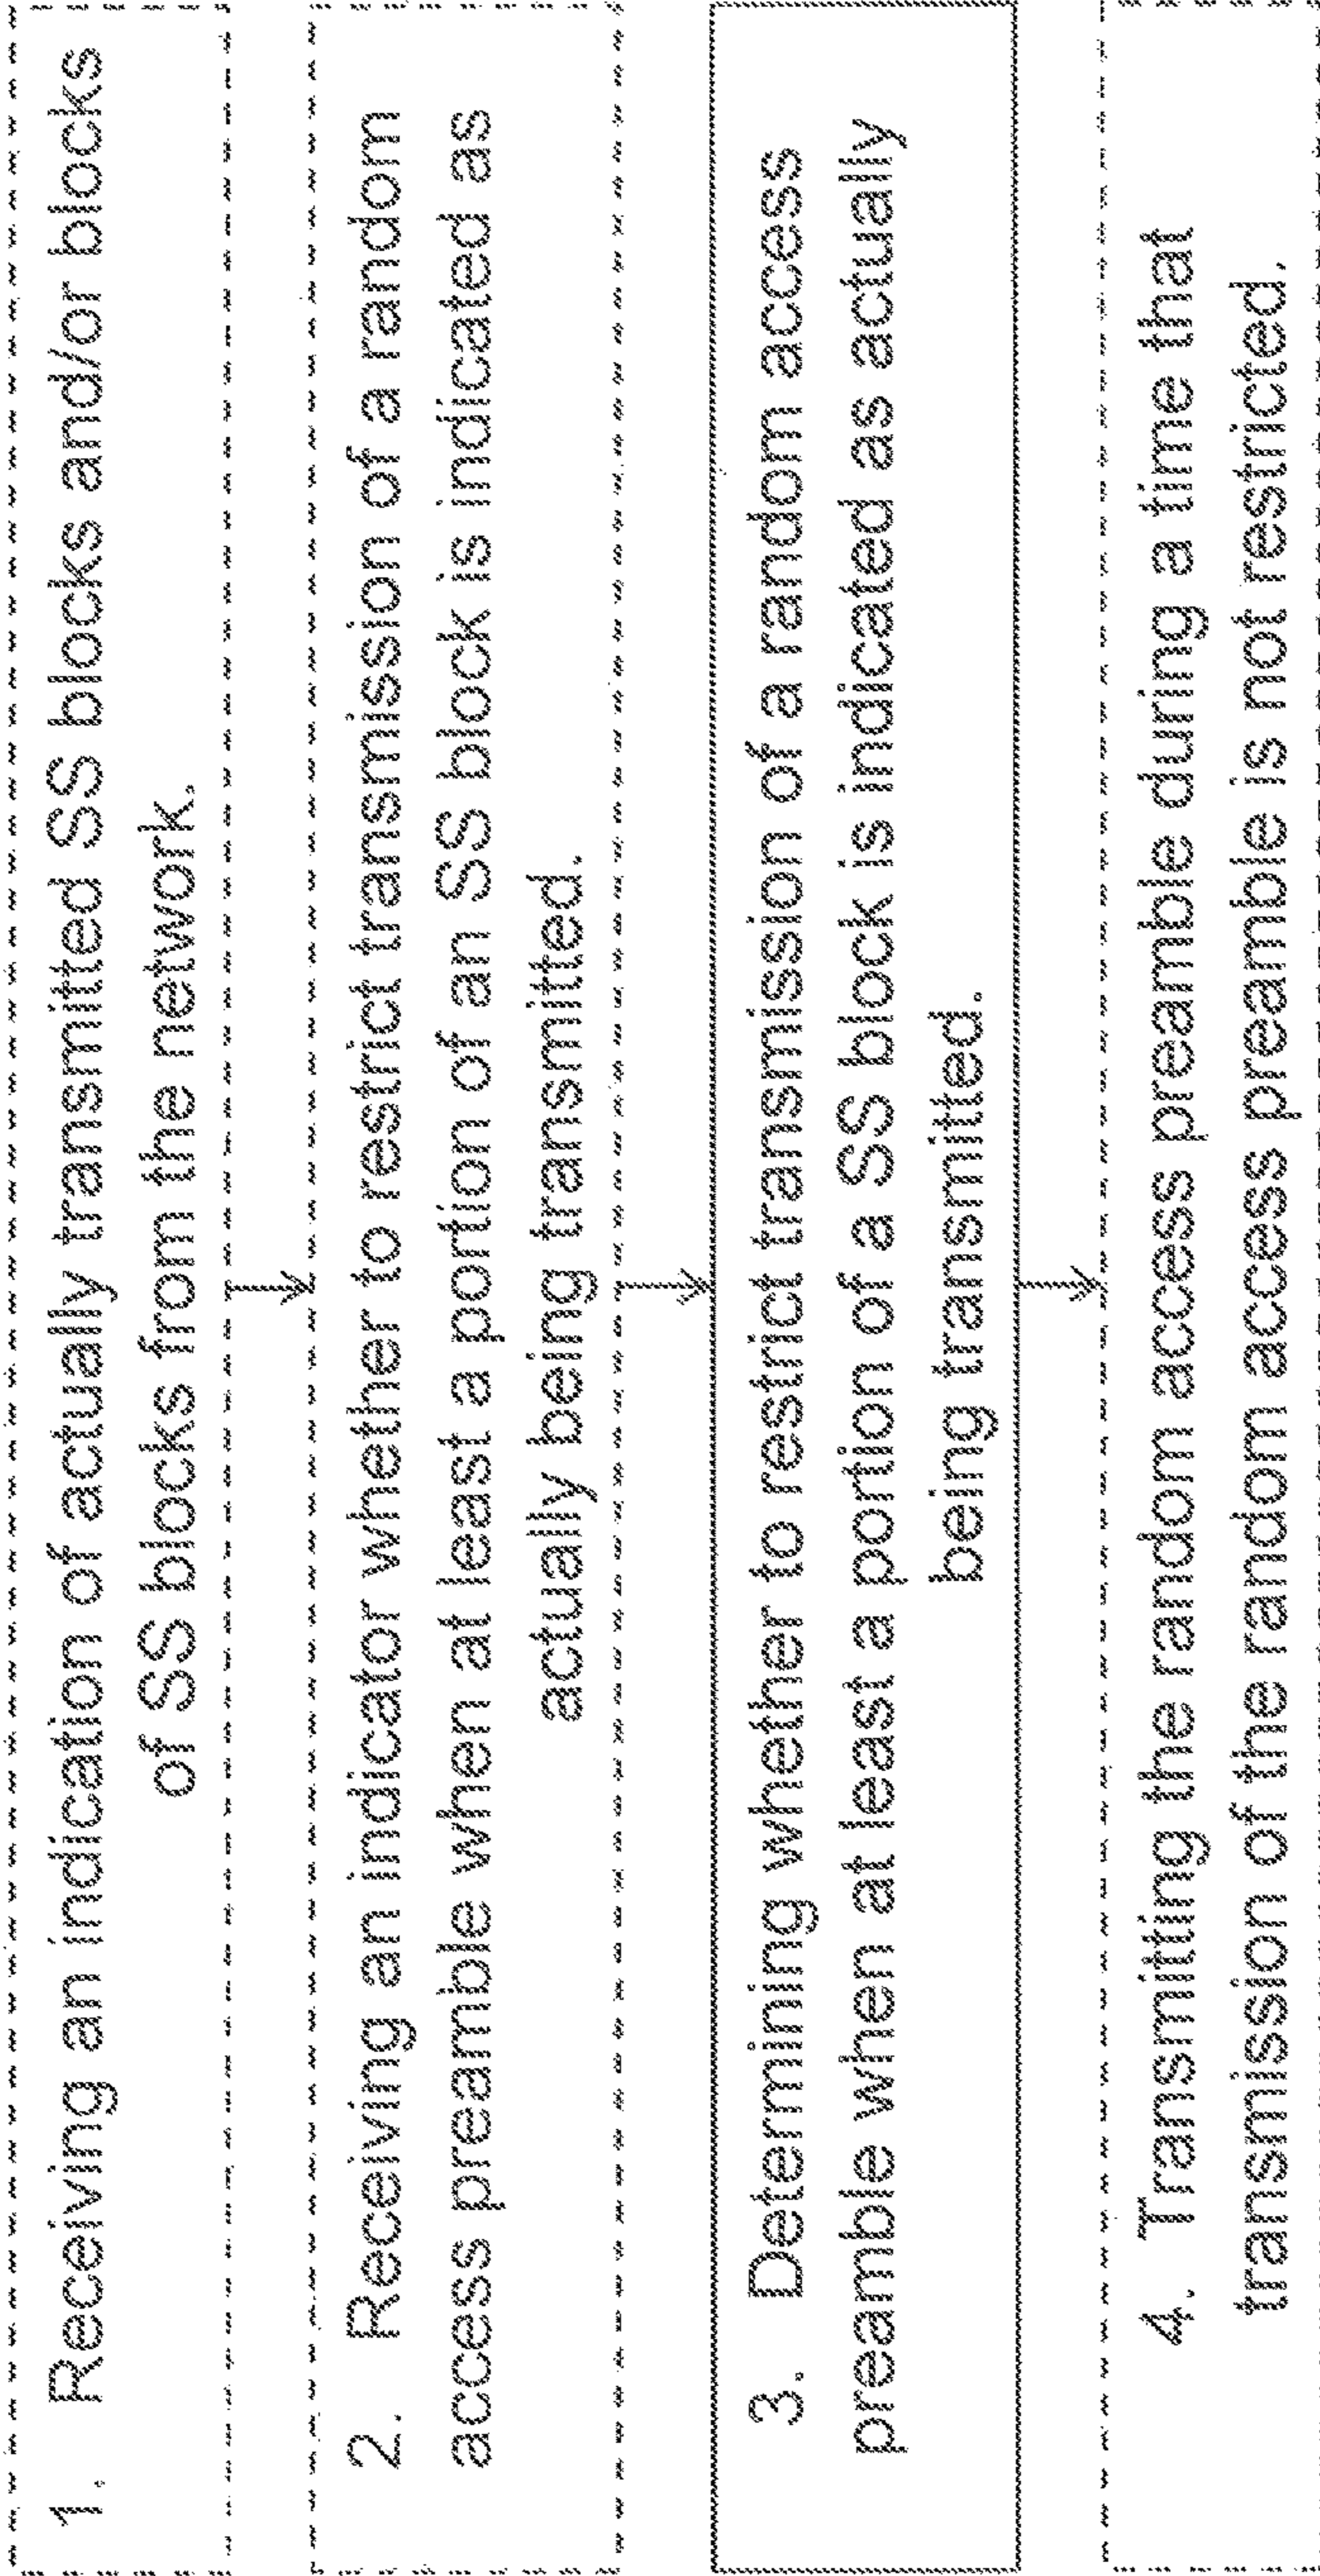 1. Receiving an indication of actually transmitted SS blocks and/or blocks
of SS blocks from the network.
2. Receiving an indicator whether to restrict transmission of a random
access preamble when at least a portion of an SS block is indicated as
actually being transmitted.
3. Determining whether to restrict transmission of a random access
preamble when at least a portion of a SS block is indicated as actually
being transmitted.
4. Transmitting the random access preamble during a time that
transmission of the random access preamble is not restricted.